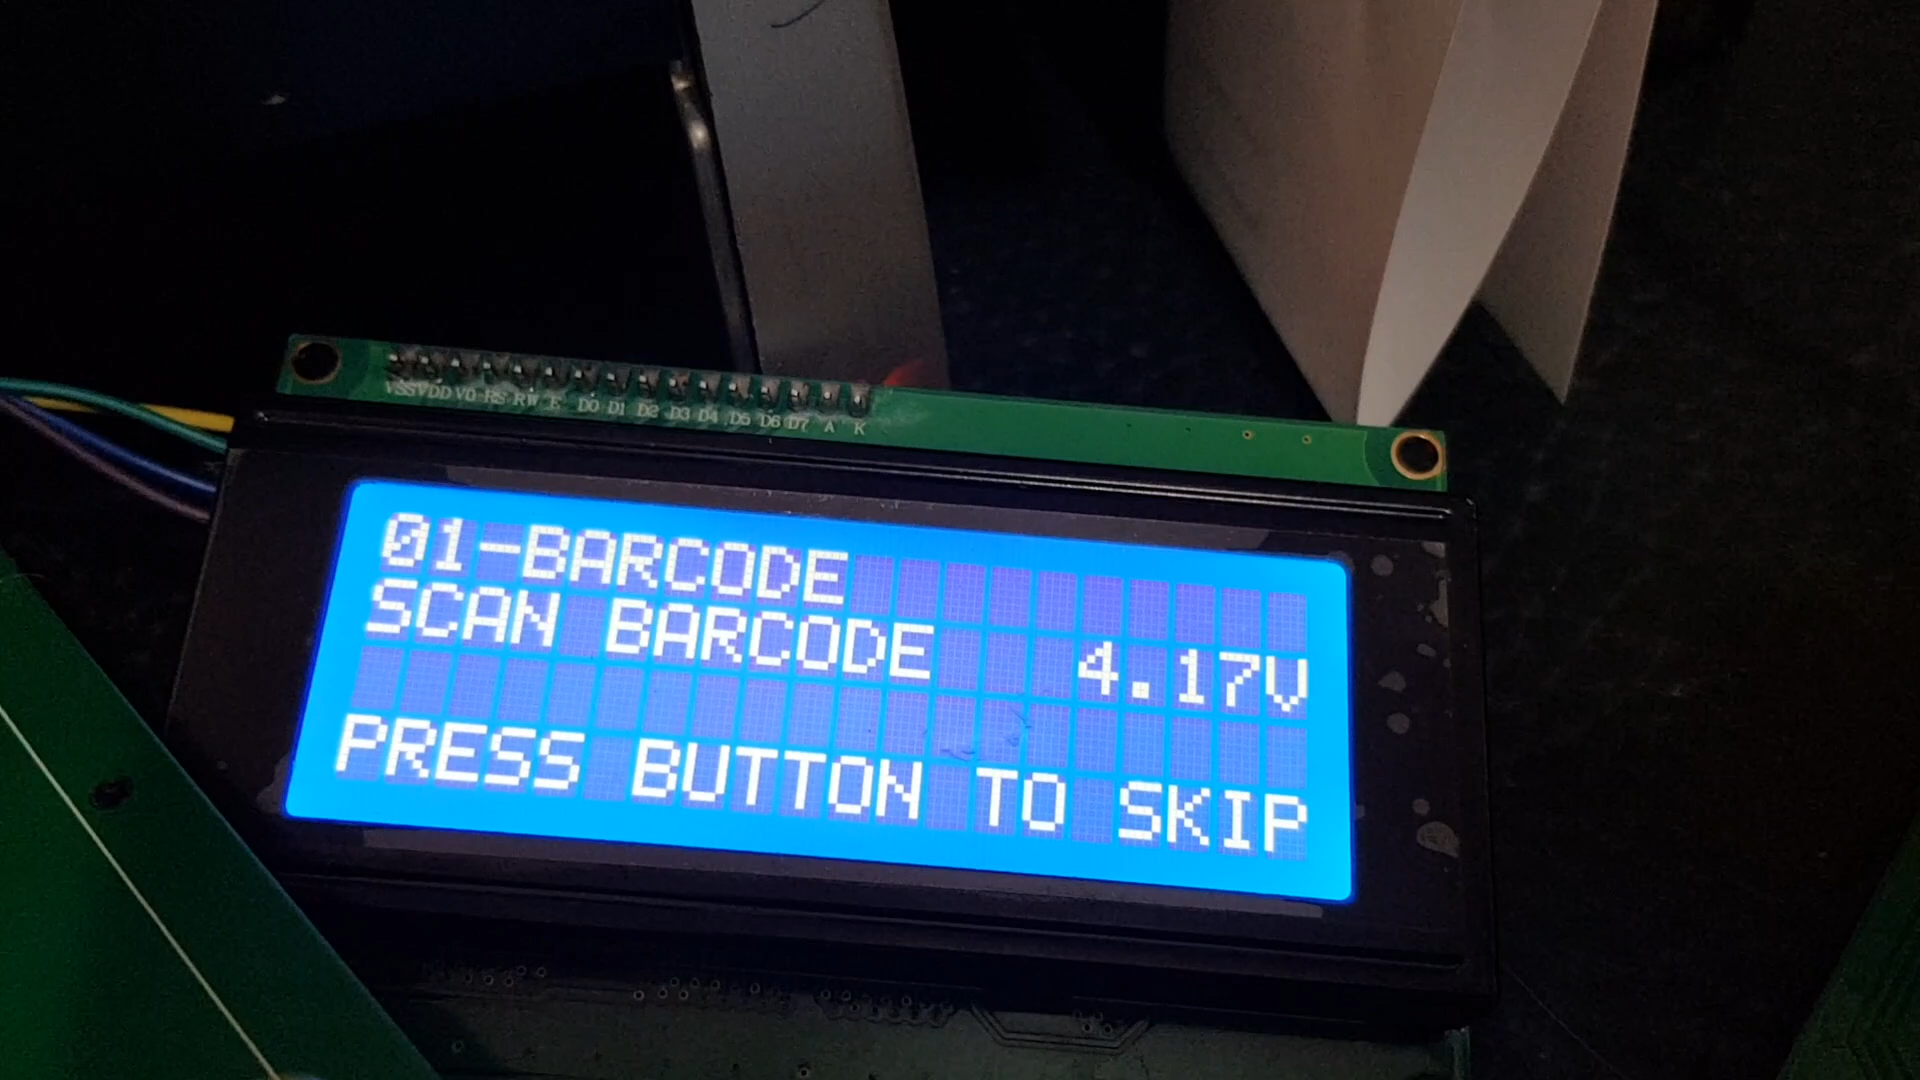 VSS VDD V0 RS RW E D0 D1 D2 D3 D4 D5 D6 D7 A K
01-BARCODE
SCAN BARCODE 4.17V
PRESS BUTTON TO SKIP